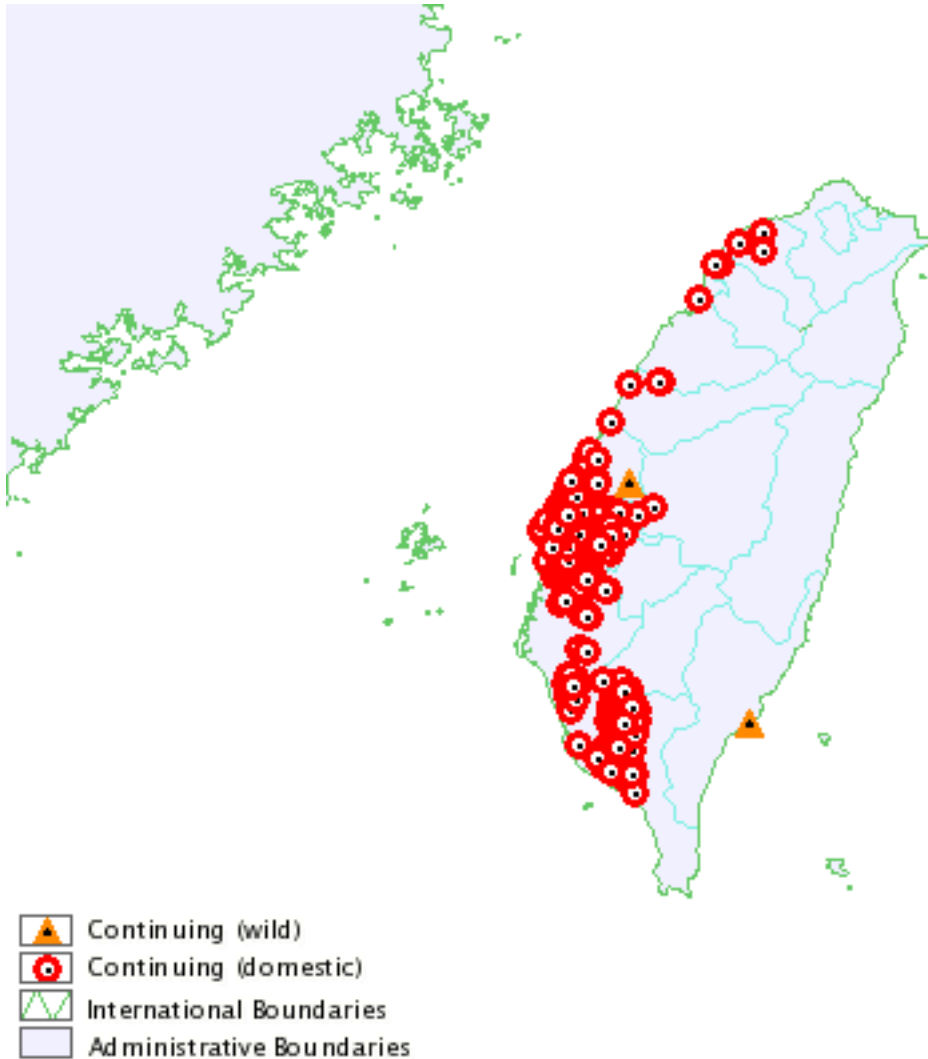 Continuing (wild)
Continuing (domestic)
International Boundaries
Administrative Boundaries